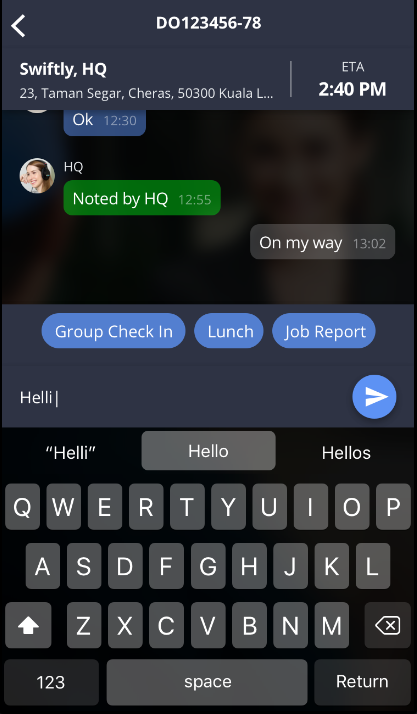 DO123456-78
Swiftly, HQ
23, Taman Segar, Cheras, 50300 Kuala L...
ETA
2:40 PM
Ok 12:30
HQ
Noted by HQ 12:55
On my way 13:02
Group Check In Lunch Job Report
Helli
“Helli” Hello Hellos
Q W E R T Y U I O P
A S D F G H J K L
Z X C V B N M
123 space Return